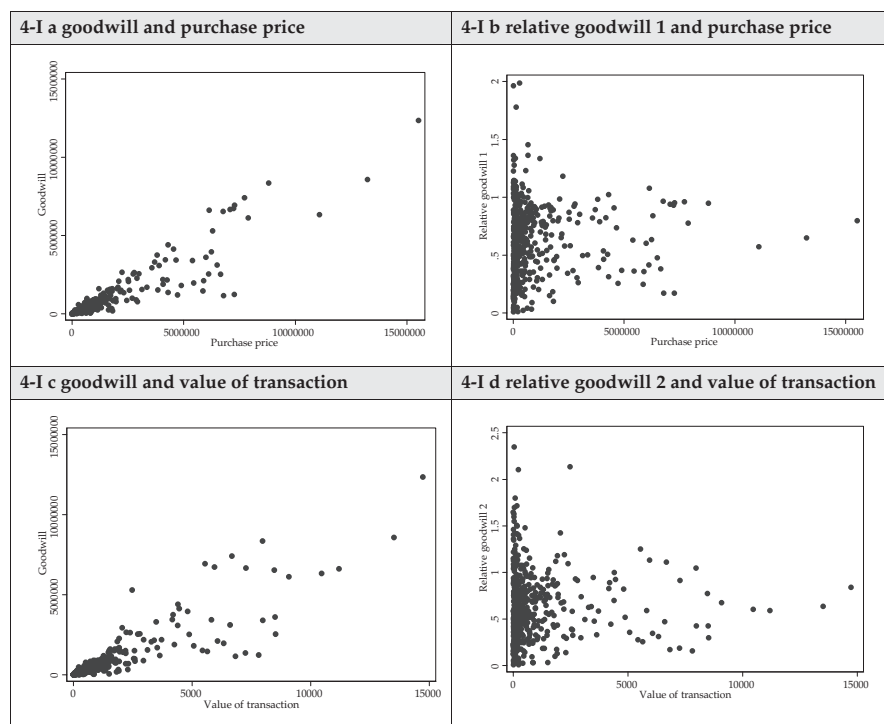 4-I a goodwill and purchase price
4-I b relative goodwill 1 and purchase price
Goodwill
15000000
10000000
5000000
0
0
5000000
10000000
15000000
Purchase price
Relative goodwill 1
2
1.5
1
.5
0
0
5000000
10000000
15000000
Purchase price
4-I c goodwill and value of transaction
4-I d relative goodwill 2 and value of transaction
Goodwill
15000000
10000000
5000000
0
0
5000
10000
15000
Value of transaction
Relative goodwill 2
2.5
2
1.5
1
.5
0
0
5000
10000
15000
Value of transaction